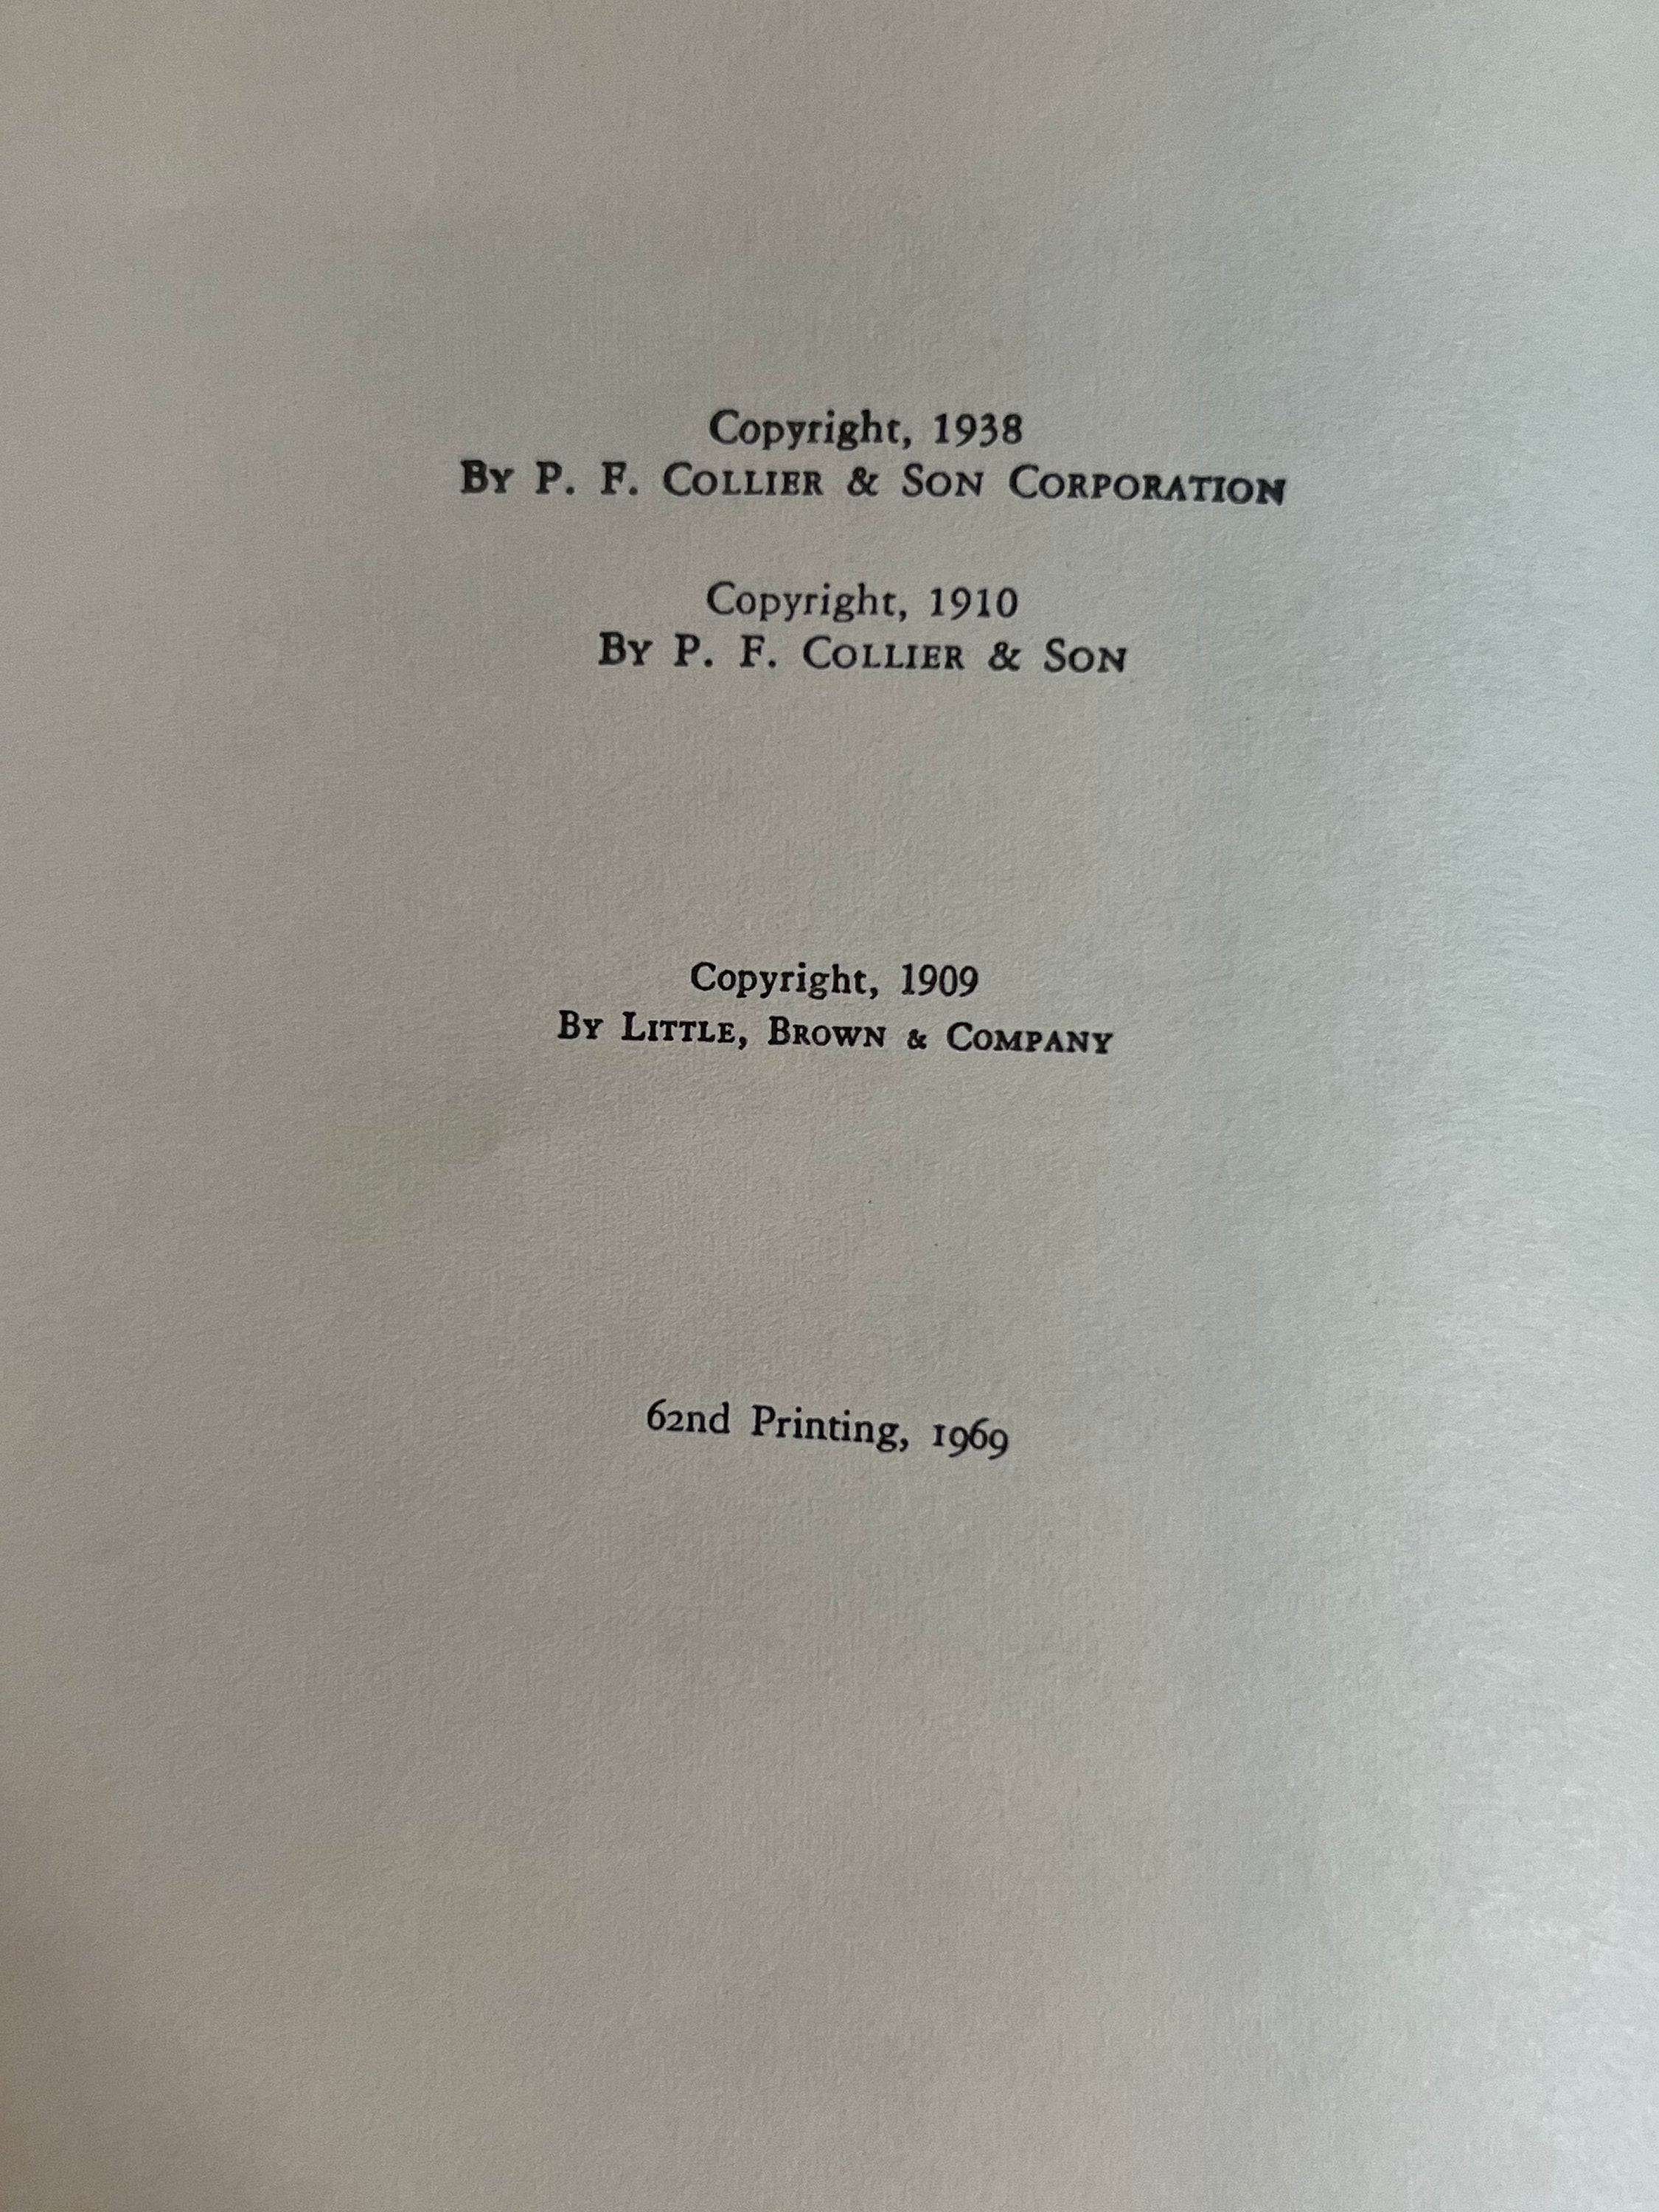 Copyright, 1938
By P. F. Collier & Son Corporation
Copyright, 1910
By P. F. Collier & Son
Copyright, 1909
By Little, Brown & Company
62nd Printing, 1969